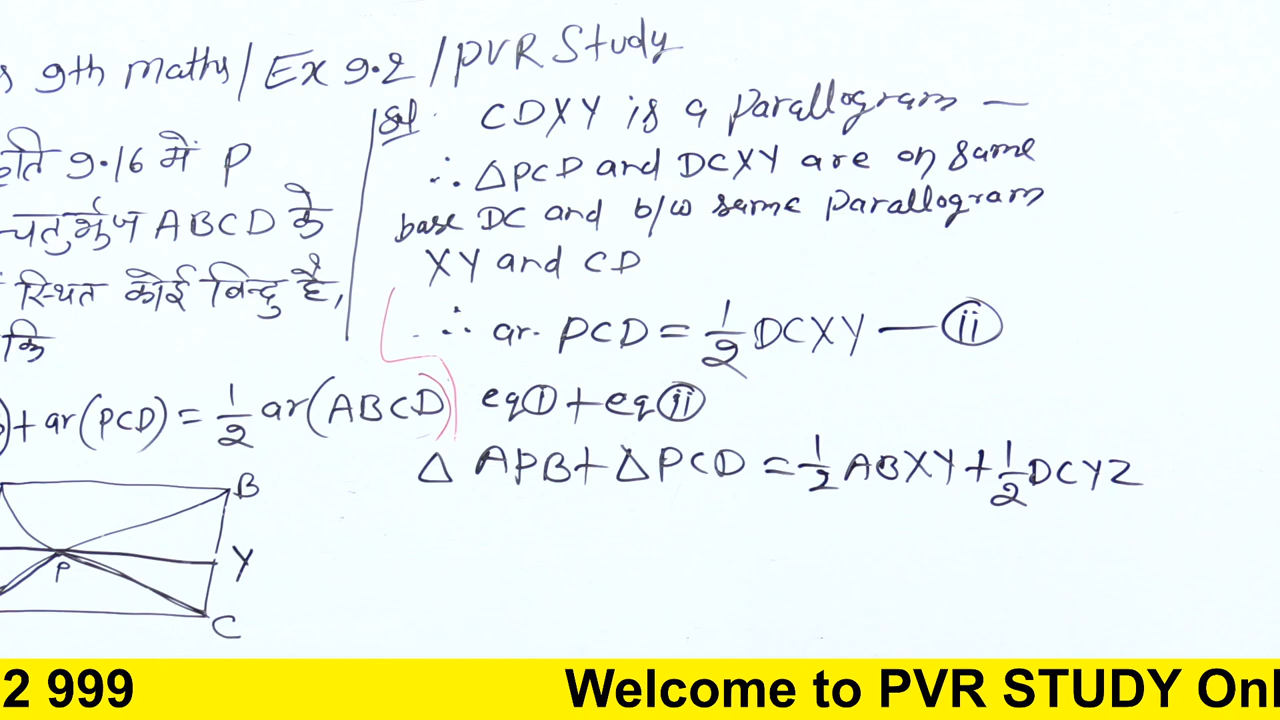 9th maths/ Ex 9.2 /PVR Study
9.16 में P
चतुर्भुज ABCD के
स्थित कोई बिन्दु है,
कि
+ ar(PCD) = 1/2 ar(ABCD)
B
Y
P
C
Sol. CDXY is a parallogram —
∴ △PCD and DCXY are on same
base DC and b/w same parallogram
XY and CD
∴ ar. PCD = 1/2 DCXY — (ii)
eq(i) + eq(ii)
△ APB + △PCD = 1/2 ABXY + 1/2 DCYZ
2 999 Welcome to PVR STUDY Onl